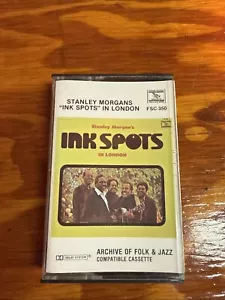 STANLEY MORGANS
"INK SPOTS" IN LONDON
FSC-350
Stanley Morgan's
INK SPOTS
IN LONDON
ARCHIVE OF FOLK & JAZZ
COMPATIBLE CASSETTE